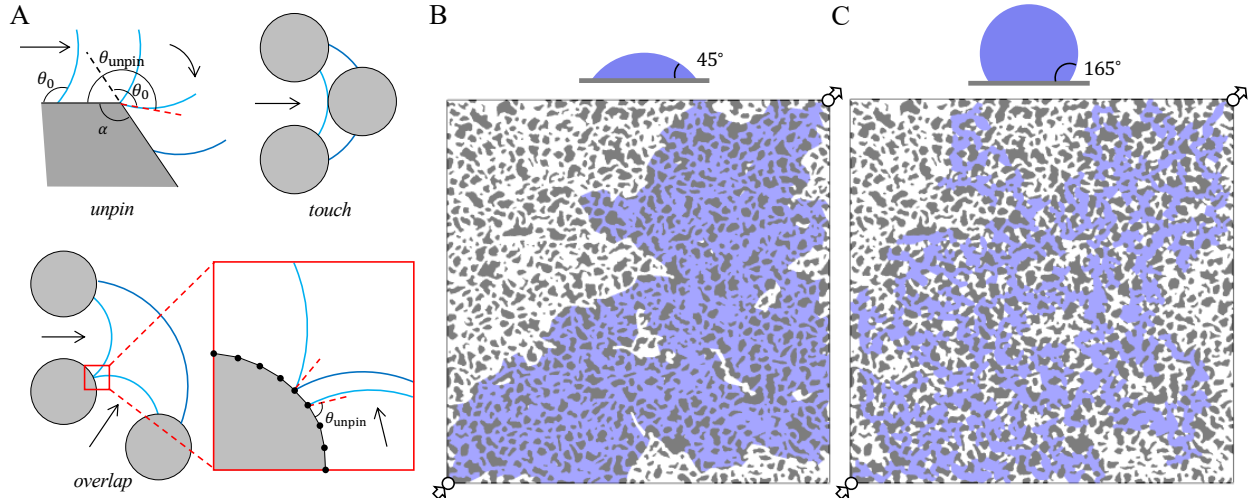 A
θ₀
θunpin
θ₀
α
unpin
touch
overlap
θunpin
B
45°
C
165°